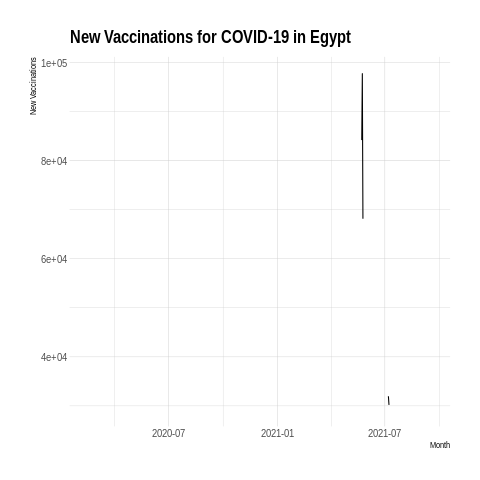 New Vaccinations for COVID-19 in Egypt
New Vaccinations
1e+05
8e+04
6e+04
4e+04
2020-07 2021-01 2021-07
Month